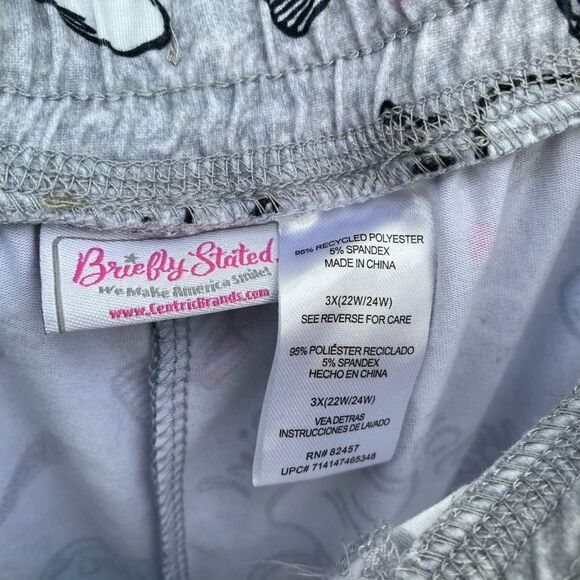 Briefly Stated
We Make America Smile!
www.CentricBrands.com
95% RECYCLED POLYESTER
5% SPANDEX
MADE IN CHINA
3X(22W/24W)
SEE REVERSE FOR CARE
95% POLIÉSTER RECICLADO
5% SPANDEX
HECHO EN CHINA
3X(22W/24W)
VEA DETRAS
INSTRUCCIONES DE LAVADO
RN# 82457
UPC# 714147465348